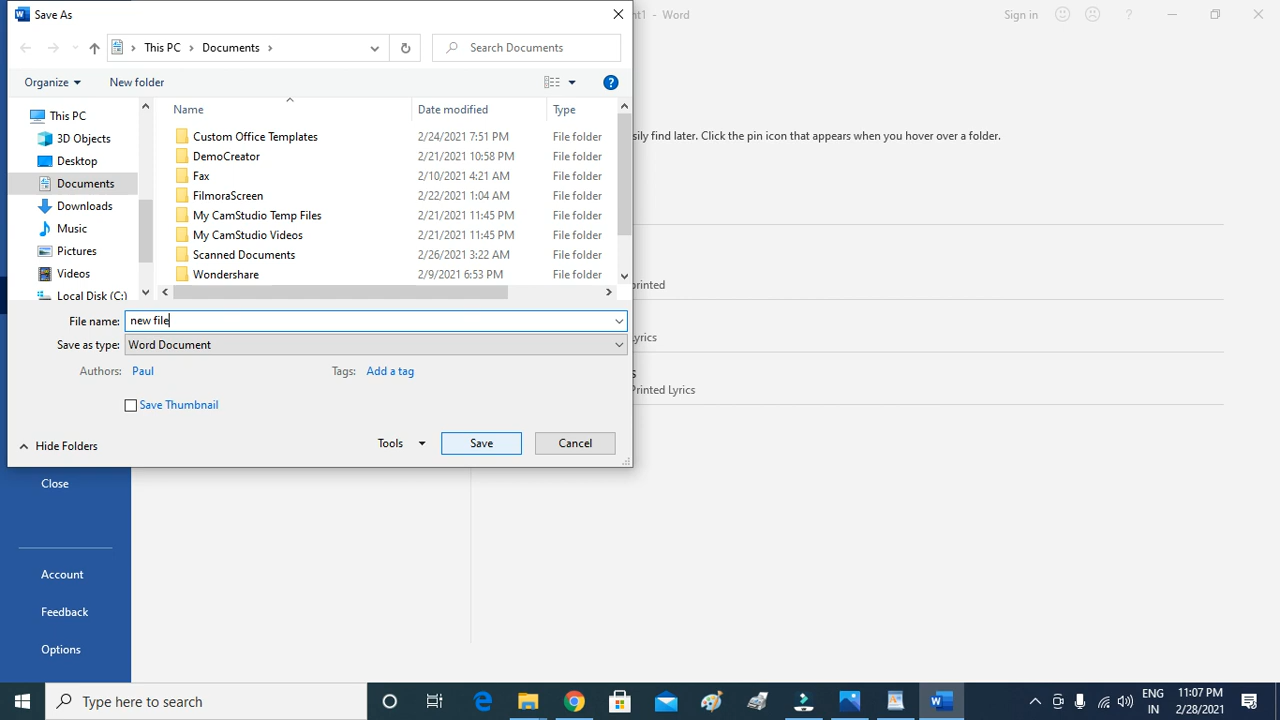 Save As
nt1 - Word
Sign in
?
This PC > Documents >
Search Documents
Organize
New folder
?
Name Date modified Type
This PC
3D Objects
Desktop
Documents
Downloads
Music
Pictures
Videos
Local Disk (C:)
Custom Office Templates 2/24/2021 7:51 PM File folder
DemoCreator 2/21/2021 10:58 PM File folder
Fax 2/10/2021 4:21 AM File folder
FilmoraScreen 2/22/2021 1:04 AM File folder
My CamStudio Temp Files 2/21/2021 11:45 PM File folder
My CamStudio Videos 2/21/2021 11:45 PM File folder
Scanned Documents 2/26/2021 3:22 AM File folder
Wondershare 2/9/2021 6:53 PM File folder
sily find later. Click the pin icon that appears when you hover over a folder.
printed
yrics
s
Printed Lyrics
File name: new file
Save as type: Word Document
Authors: Paul Tags: Add a tag
Save Thumbnail
Hide Folders
Tools Save Cancel
Close
Account
Feedback
Options
Type here to search
ENG
IN
11:07 PM
2/28/2021